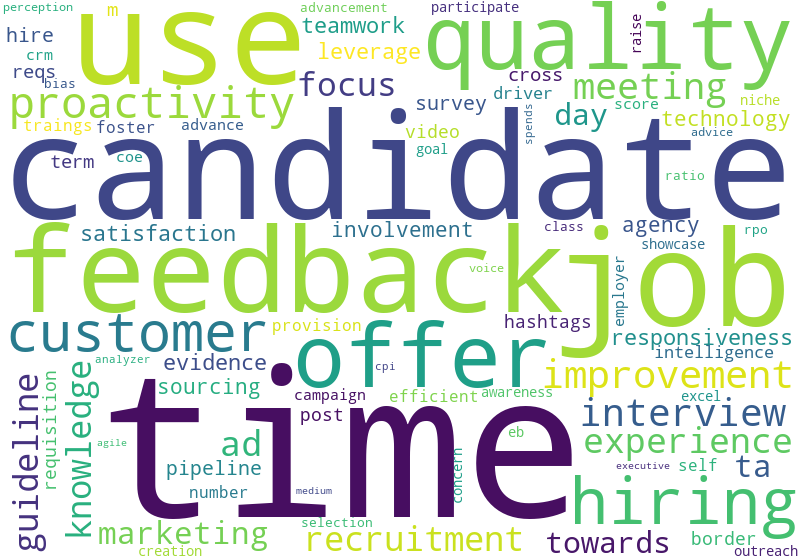 perception
m
advancement
participate
raise
use
quality
hire
teamwork
crm
leverage
cross
reqs
bias
focus
meeting
proactivity
driver
niche
survey
score
day
technology
traings
foster
advance
video
spends
advice
candidate
term
coe
goal
ratio
satisfaction
involvement
class
agency
rpo
showcase
feedback
job
voice
employer
customer
provision
hashtags
offer
responsiveness
analyzer
evidence
cpi
intelligence
improvement
guideline
requisition
knowledge
sourcing
time
campaign
efficient
awareness
excel
post
interview
ad
eb
experience
pipeline
concern
executive
self
ta
agile
number
medium
hiring
marketing
selection
recruitment
towards
border
creation
outreach